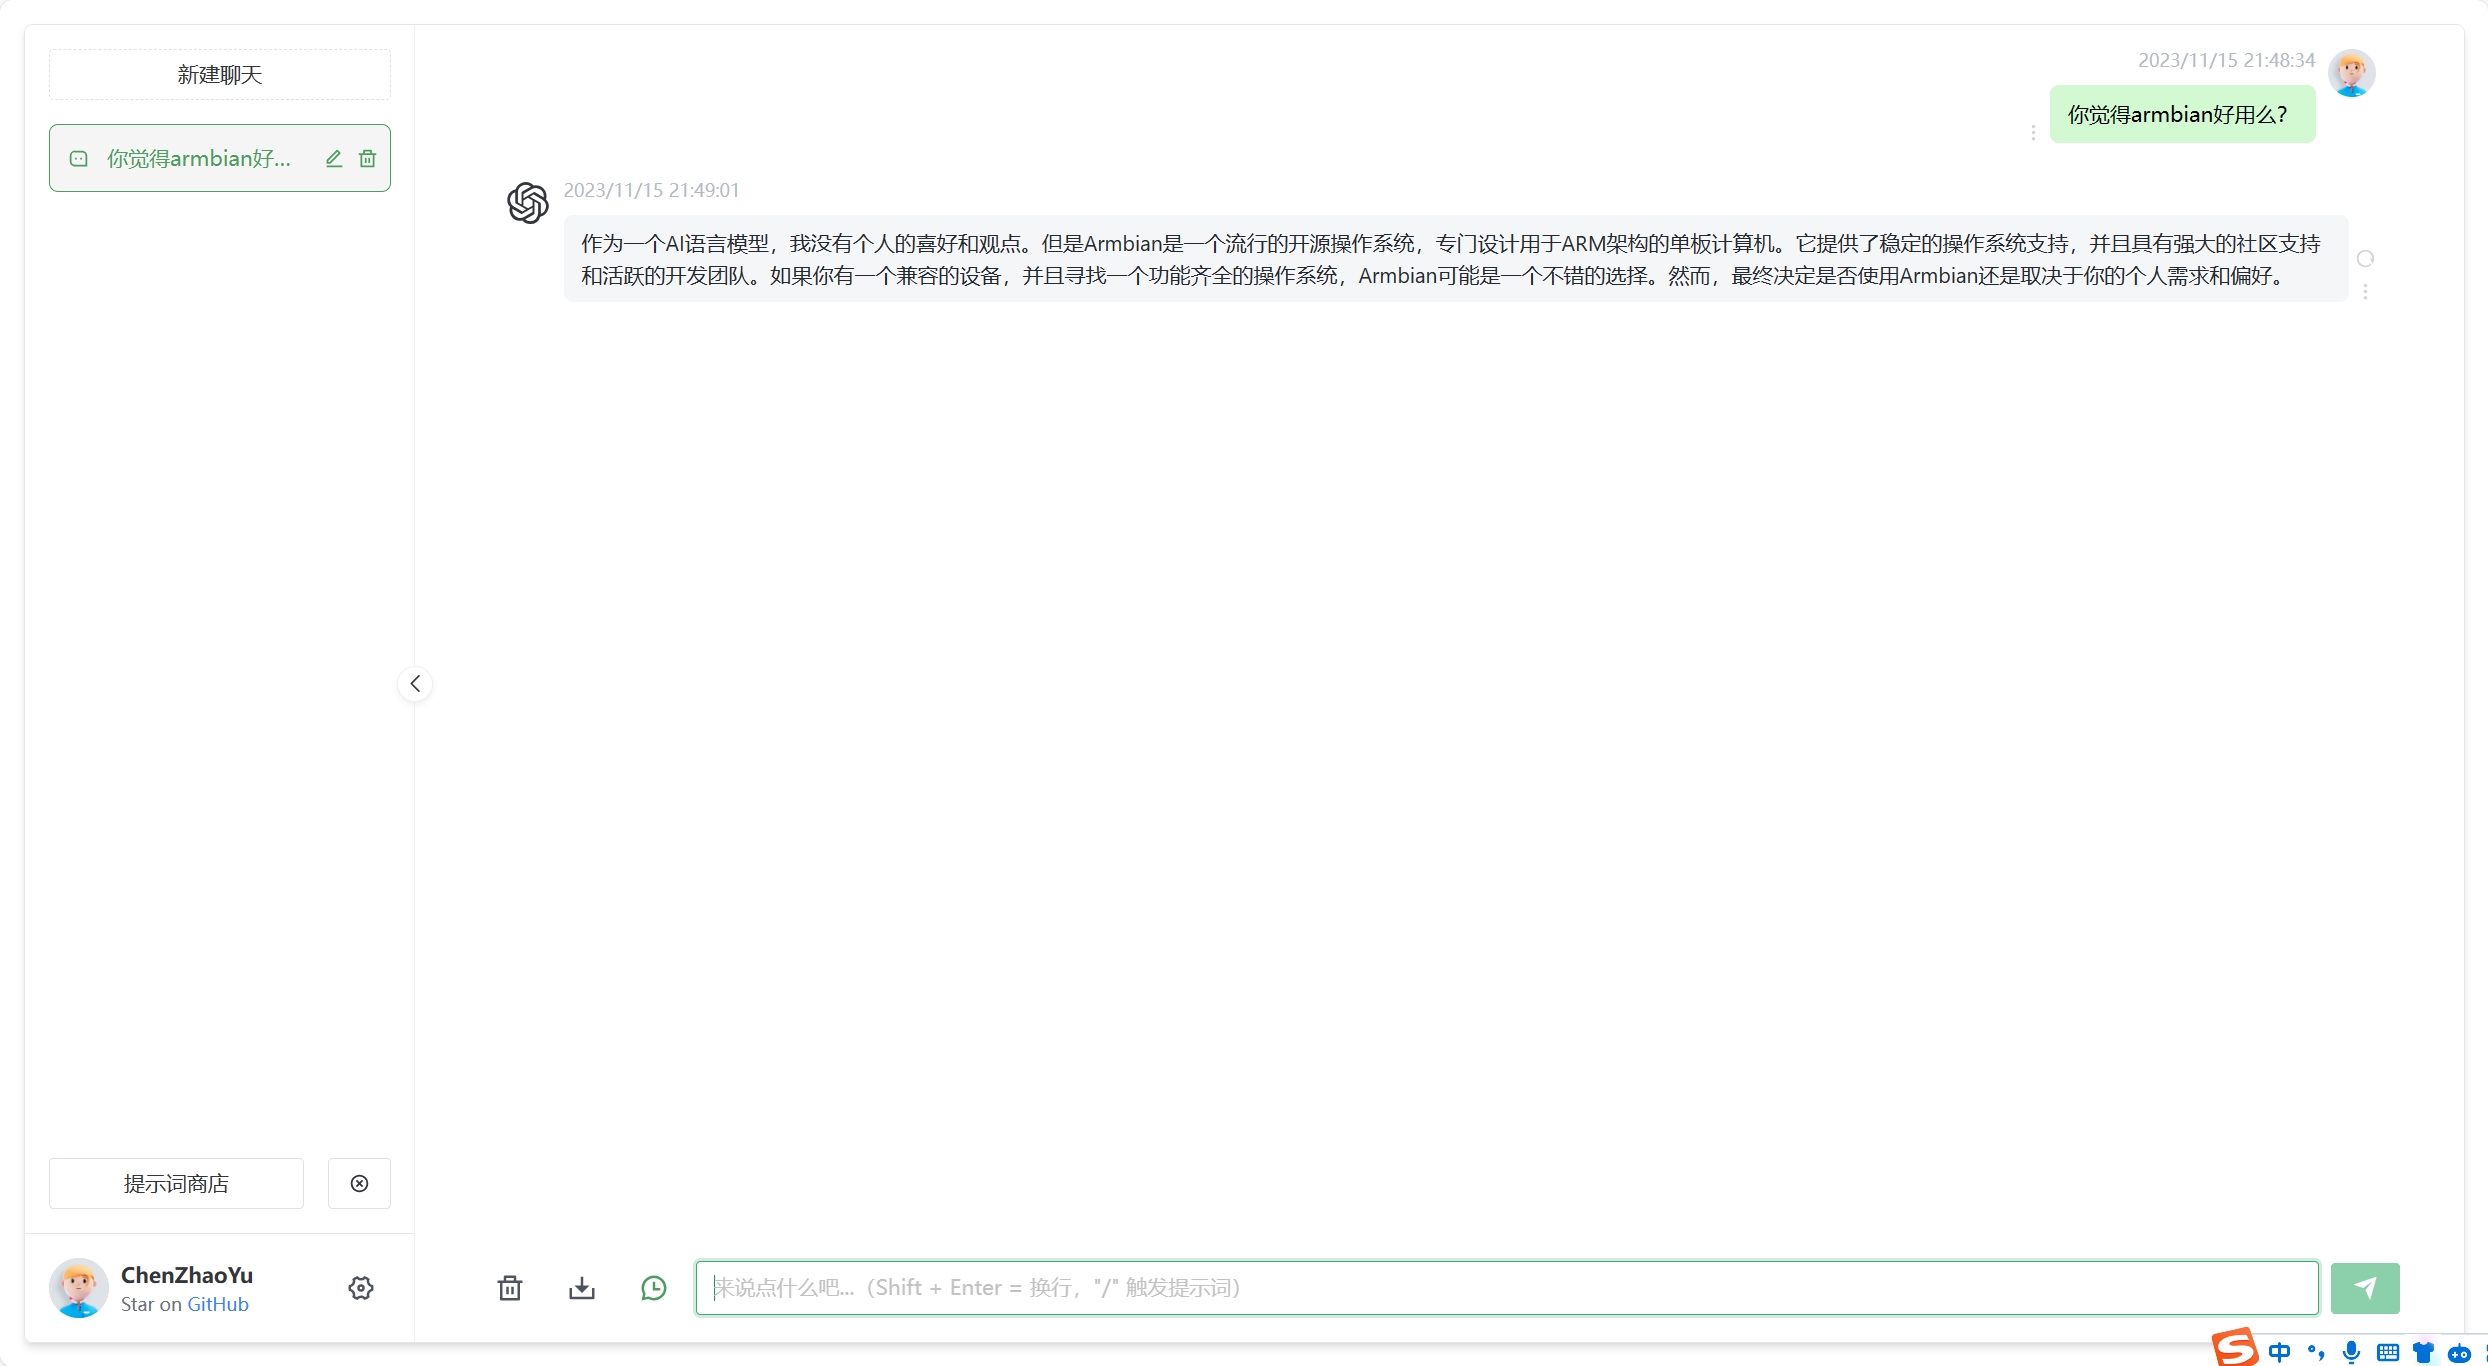 新建聊天
你觉得armbian好...
2023/11/15 21:48:34
你觉得armbian好用么？
2023/11/15 21:49:01
作为一个AI语言模型，我没有个人的喜好和观点。但是Armbian是一个流行的开源操作系统，专门设计用于ARM架构的单板计算机。它提供了稳定的操作系统支持，并且具有强大的社区支持
和活跃的开发团队。如果你有一个兼容的设备，并且寻找一个功能齐全的操作系统，Armbian可能是一个不错的选择。然而，最终决定是否使用Armbian还是取决于你的个人需求和偏好。
提示词商店
ChenZhaoYu
Star on GitHub
来说点什么吧...（Shift + Enter = 换行，"/" 触发提示词）
中